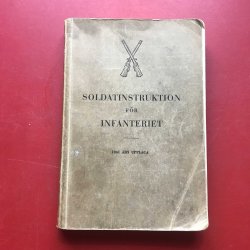 SOLDATINSTRUKTION
FÖR
INFANTERIET
ÅRS UPPLAGA